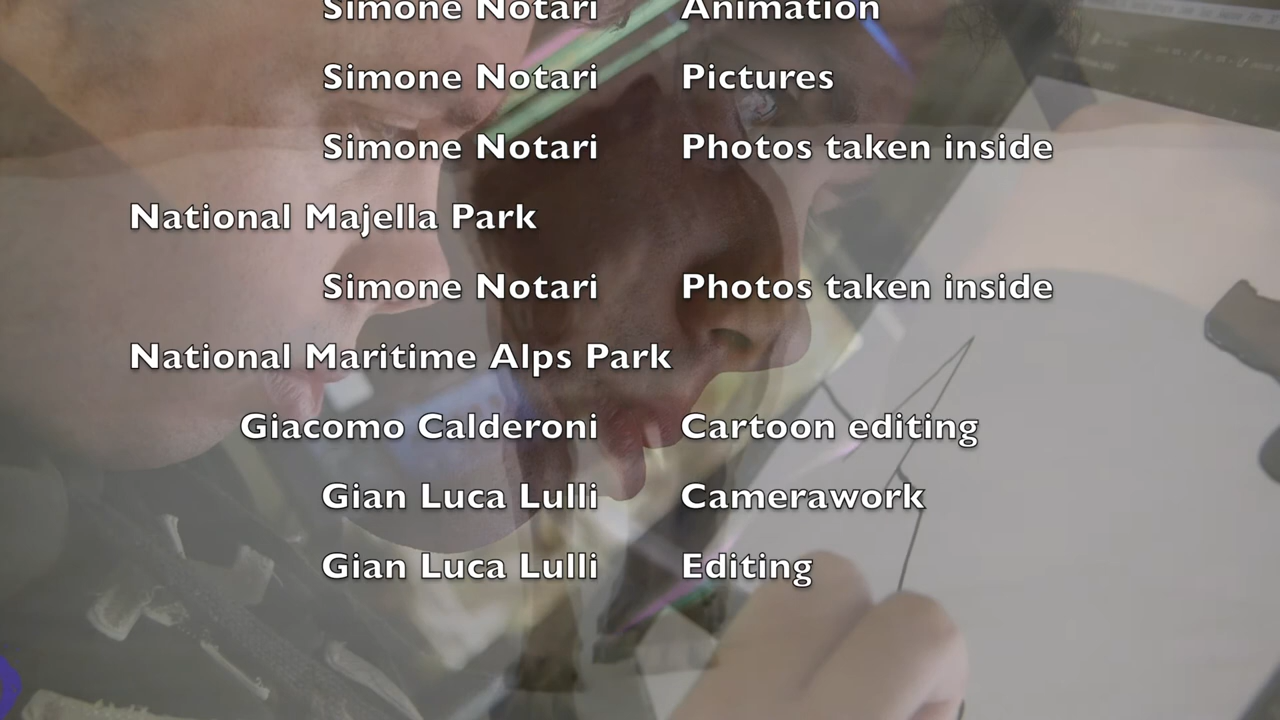 Simone Notari Animation
Simone Notari Pictures
Simone Notari Photos taken inside
National Majella Park
Simone Notari Photos taken inside
National Maritime Alps Park
Giacomo Calderoni Cartoon editing
Gian Luca Lulli Camerawork
Gian Luca Lulli Editing